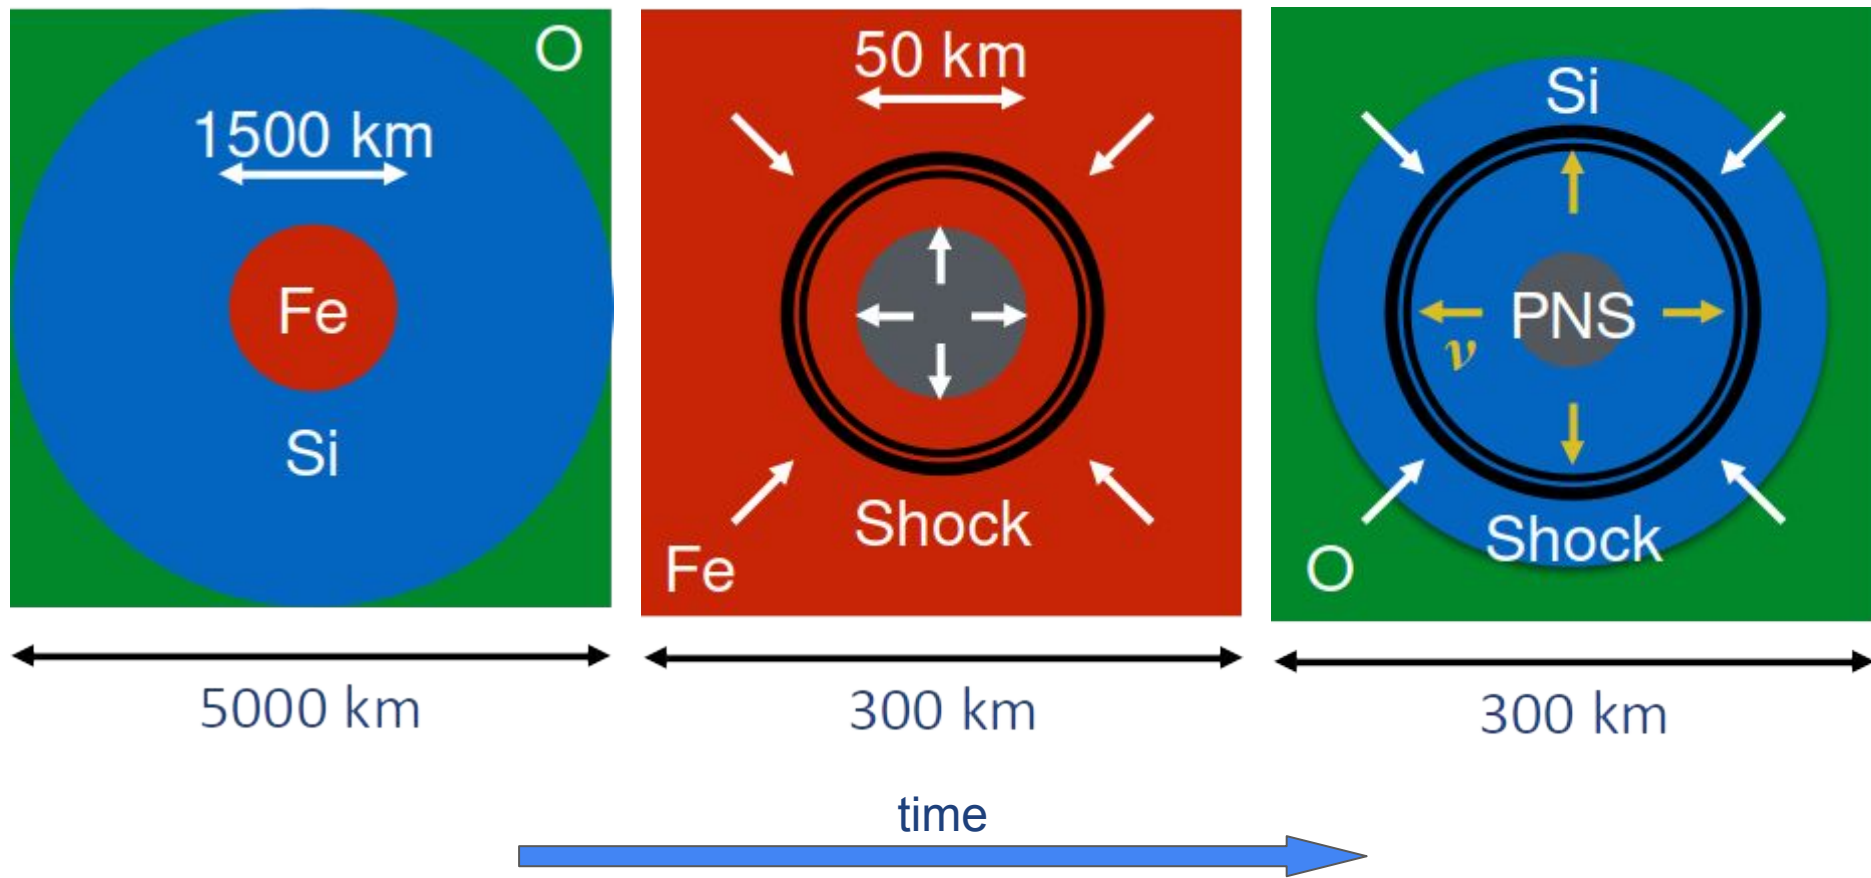 O
1500 km
Fe
Si
5000 km
50 km
Shock
Fe
300 km
Si
PNS
ν
Shock
O
300 km
time